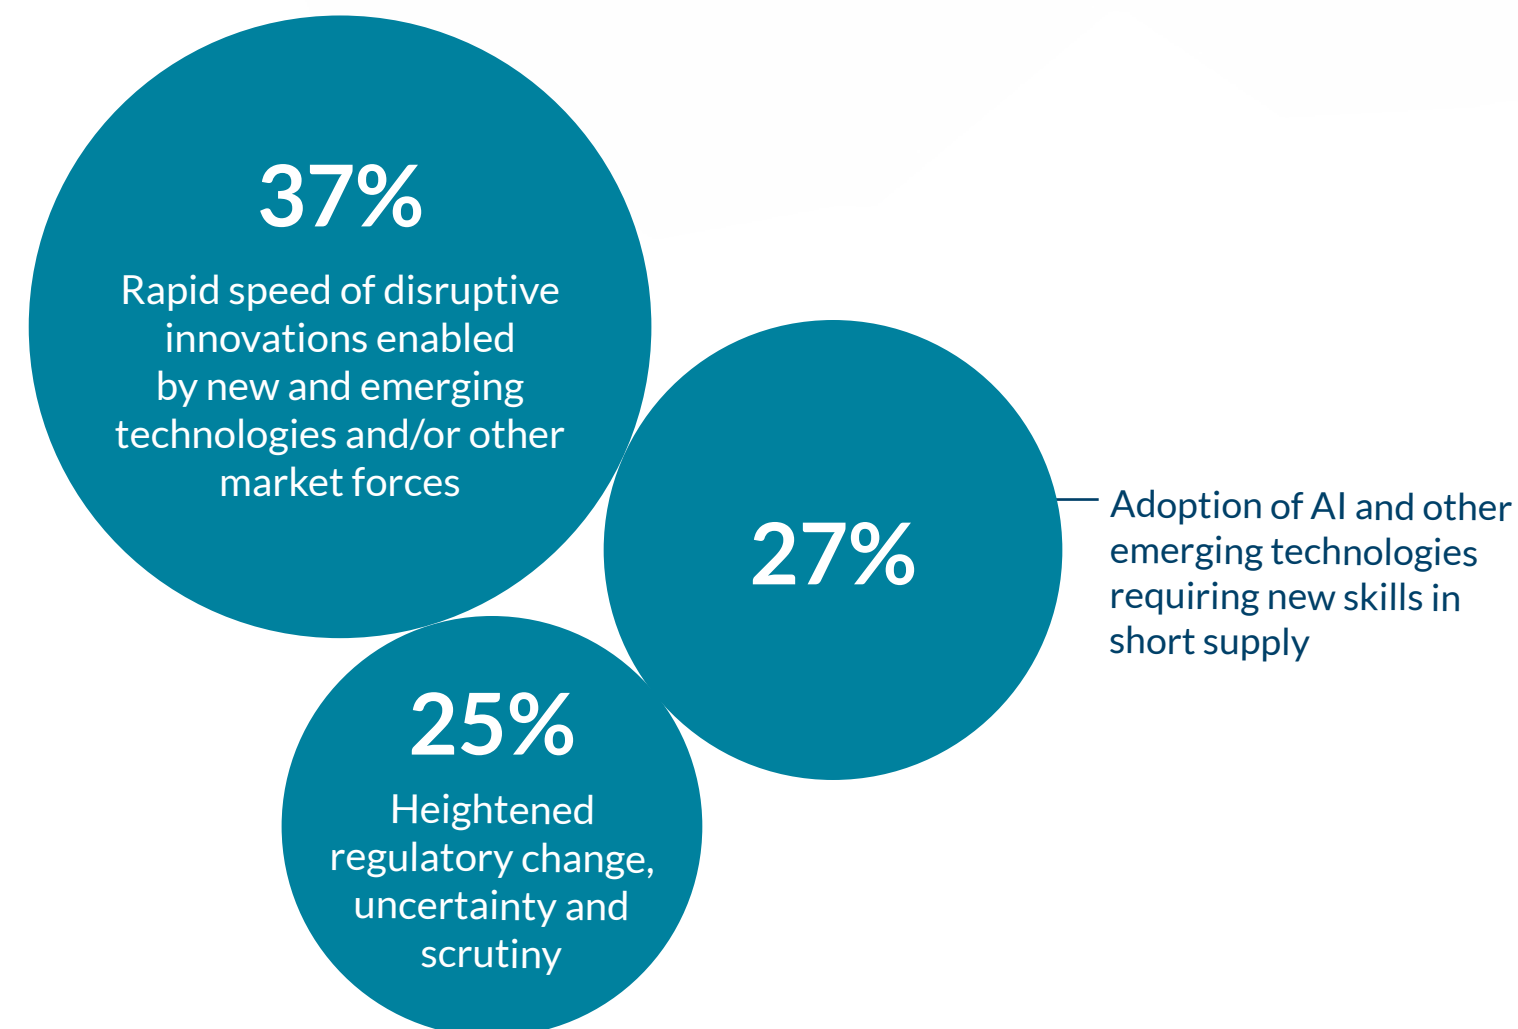 37%
Rapid speed of disruptive
innovations enabled
by new and emerging
technologies and/or other
market forces
27%
Adoption of AI and other
emerging technologies
requiring new skills in
short supply
25%
Heightened
regulatory change,
uncertainty and
scrutiny